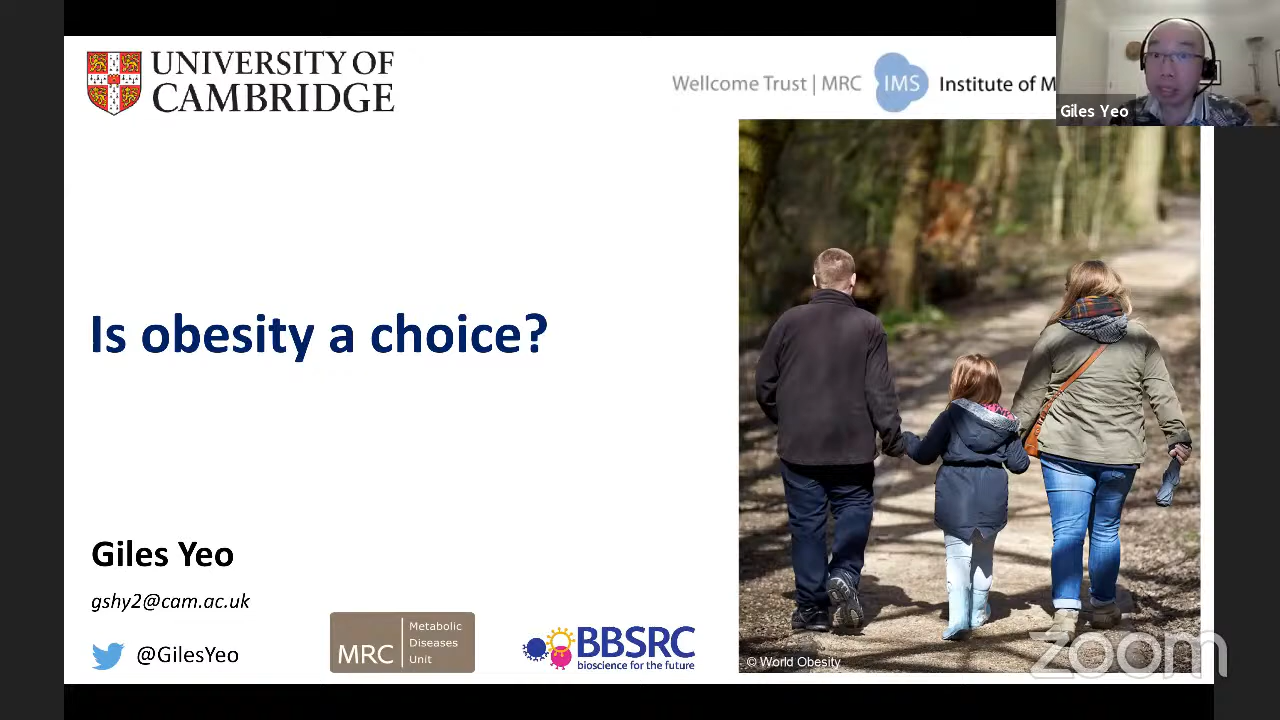 UNIVERSITY OF
CAMBRIDGE
Wellcome Trust | MRC
IMS
Institute of M
Giles Yeo
Is obesity a choice?
Giles Yeo
gshy2@cam.ac.uk
@GilesYeo
MRC
Metabolic
Diseases
Unit
BBSRC
bioscience for the future
© World Obesity
zoom